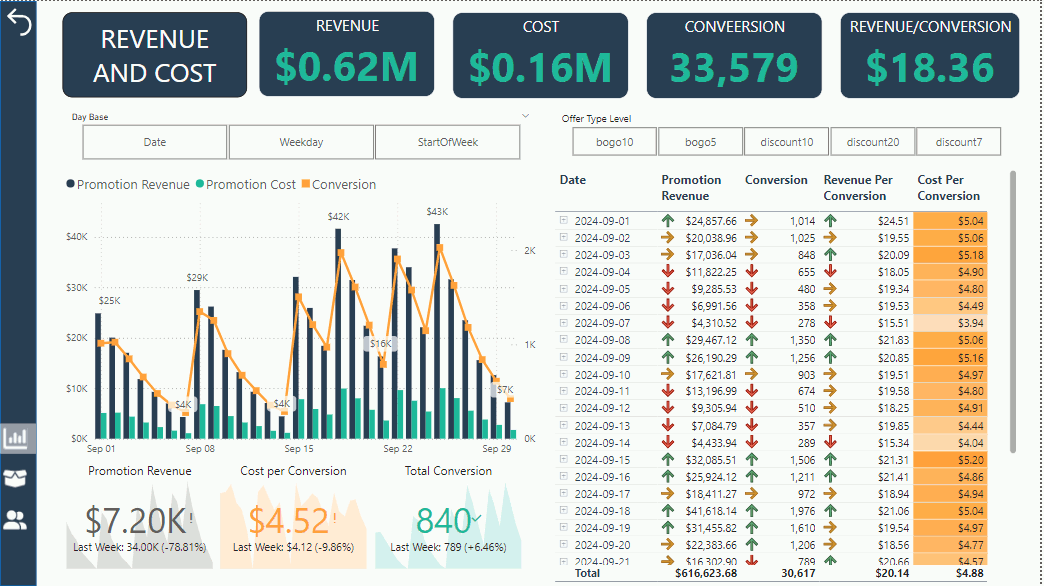 REVENUE
AND COST
REVENUE
$0.62M
COST
$0.16M
CONVEERSION
33,579
REVENUE/CONVERSION
$18.36
Day Base
Date Weekday StartOfWeek
Offer Type Level
bogo10 bogo5 discount10 discount20 discount7
Promotion Revenue Promotion Cost Conversion
$40K
$30K
$20K
$10K
$0K
$25K
$4K
$29K
$4K
$42K
$16K
$43K
$7K
2K
1K
0K
Sep 01 Sep 08 Sep 15 Sep 22 Sep 29
Promotion Revenue
$7.20K!
Last Week: 34.00K (-78.81%)
Cost per Conversion
$4.52!
Last Week: $4.12 (-9.86%)
Total Conversion
840
Last Week: 789 (+6.46%)
Date Promotion Revenue Conversion Revenue Per Conversion Cost Per Conversion
2024-09-01 $24,857.66 1,014 $24.51 $5.04
2024-09-02 $20,038.96 1,025 $19.55 $5.06
2024-09-03 $17,036.04 848 $20.09 $5.18
2024-09-04 $11,822.25 655 $18.05 $4.90
2024-09-05 $9,285.53 480 $19.34 $4.80
2024-09-06 $6,991.56 358 $19.53 $4.49
2024-09-07 $4,310.52 278 $15.51 $3.94
2024-09-08 $29,467.12 1,350 $21.83 $5.06
2024-09-09 $26,190.29 1,256 $20.85 $5.16
2024-09-10 $17,621.81 903 $19.51 $4.97
2024-09-11 $13,196.99 674 $19.58 $4.80
2024-09-12 $9,305.94 510 $18.25 $4.91
2024-09-13 $7,084.79 357 $19.85 $4.44
2024-09-14 $4,433.94 289 $15.34 $4.04
2024-09-15 $32,085.51 1,506 $21.31 $5.20
2024-09-16 $25,924.12 1,211 $21.41 $4.86
2024-09-17 $18,411.27 972 $18.94 $4.94
2024-09-18 $41,618.14 1,976 $21.06 $5.04
2024-09-19 $31,455.82 1,610 $19.54 $4.97
2024-09-20 $22,383.66 1,206 $18.56 $4.77
2024-09-21 $16,302.90 789 $20.66 $4.57
Total $616,623.68 30,617 $20.14 $4.88